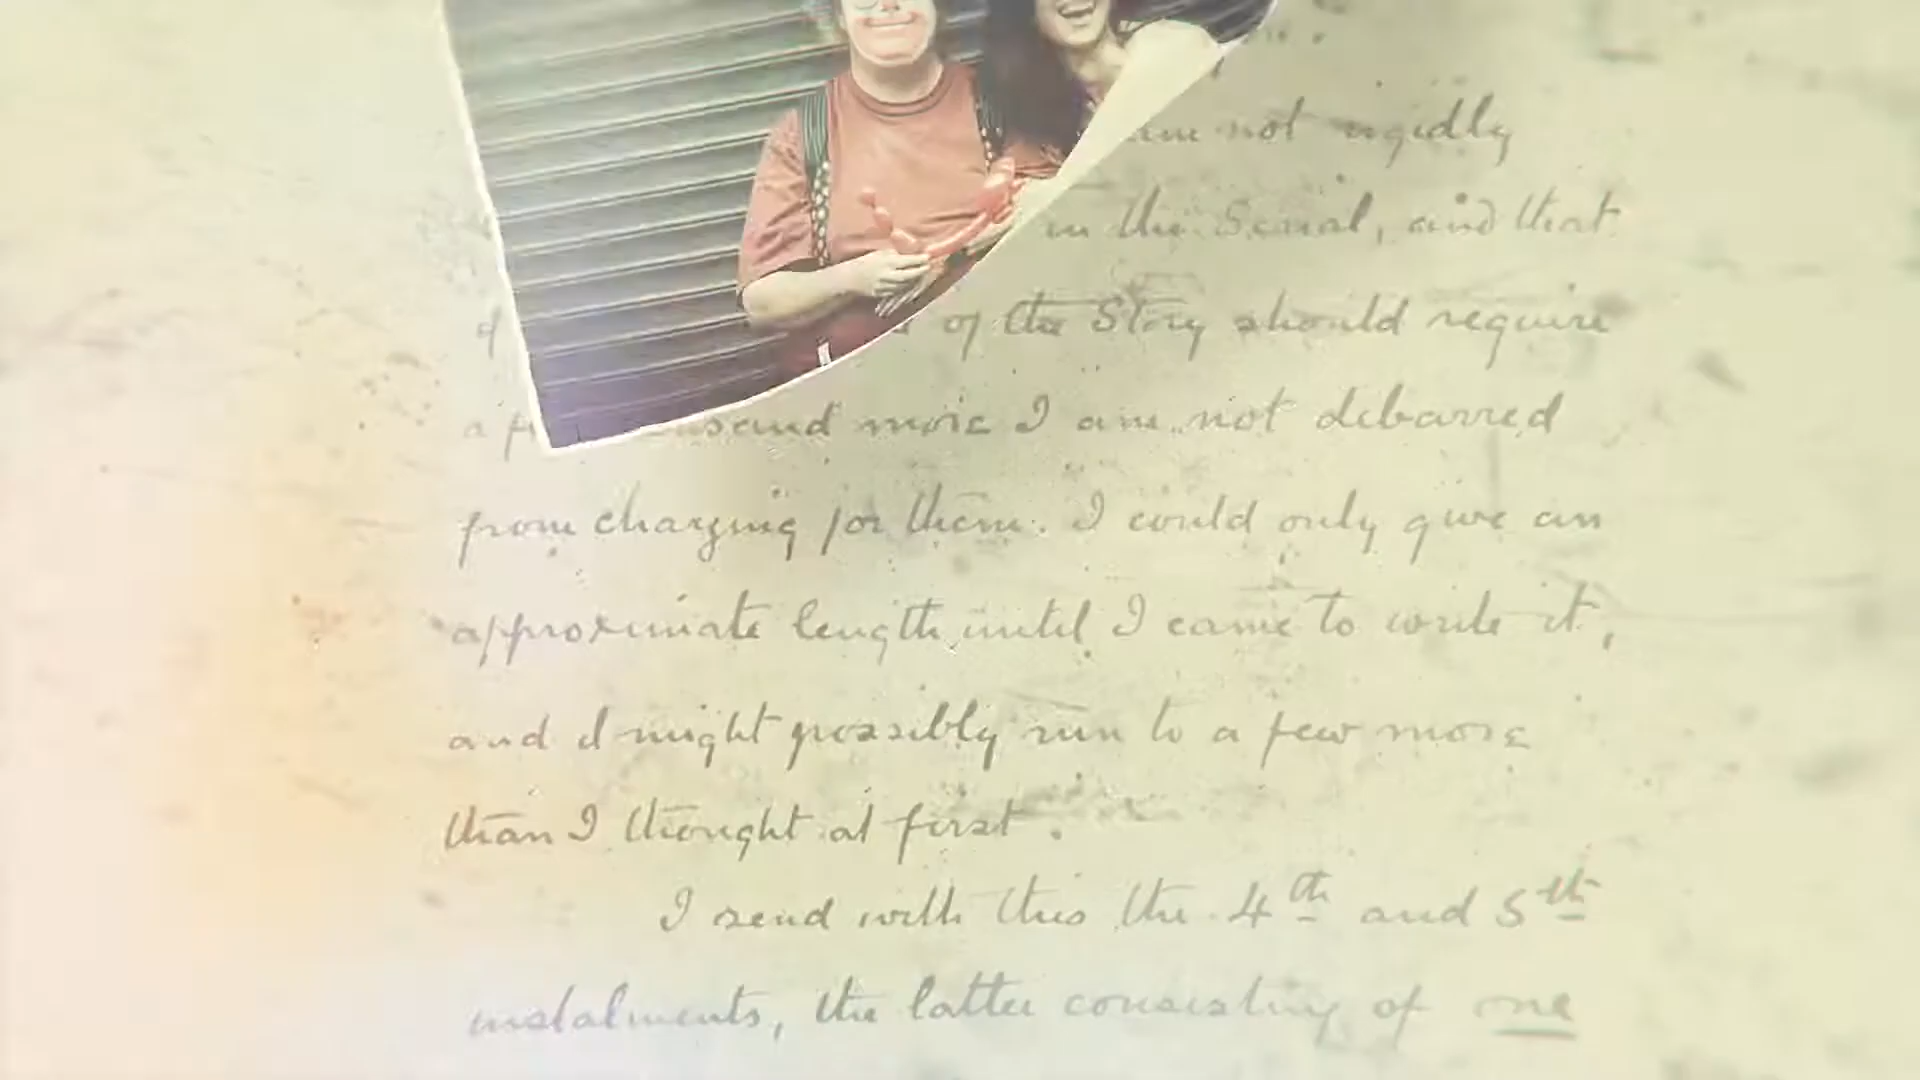 am not rigidly
in the Serial, and that
of the Story should require
a more I am not debarred
from charging for them. I could only give an
approximate length until I came to write it,
and I might possibly run to a few more
than I thought at first.
I send with this the 4th and 5th
instalments, the latter consisting of one